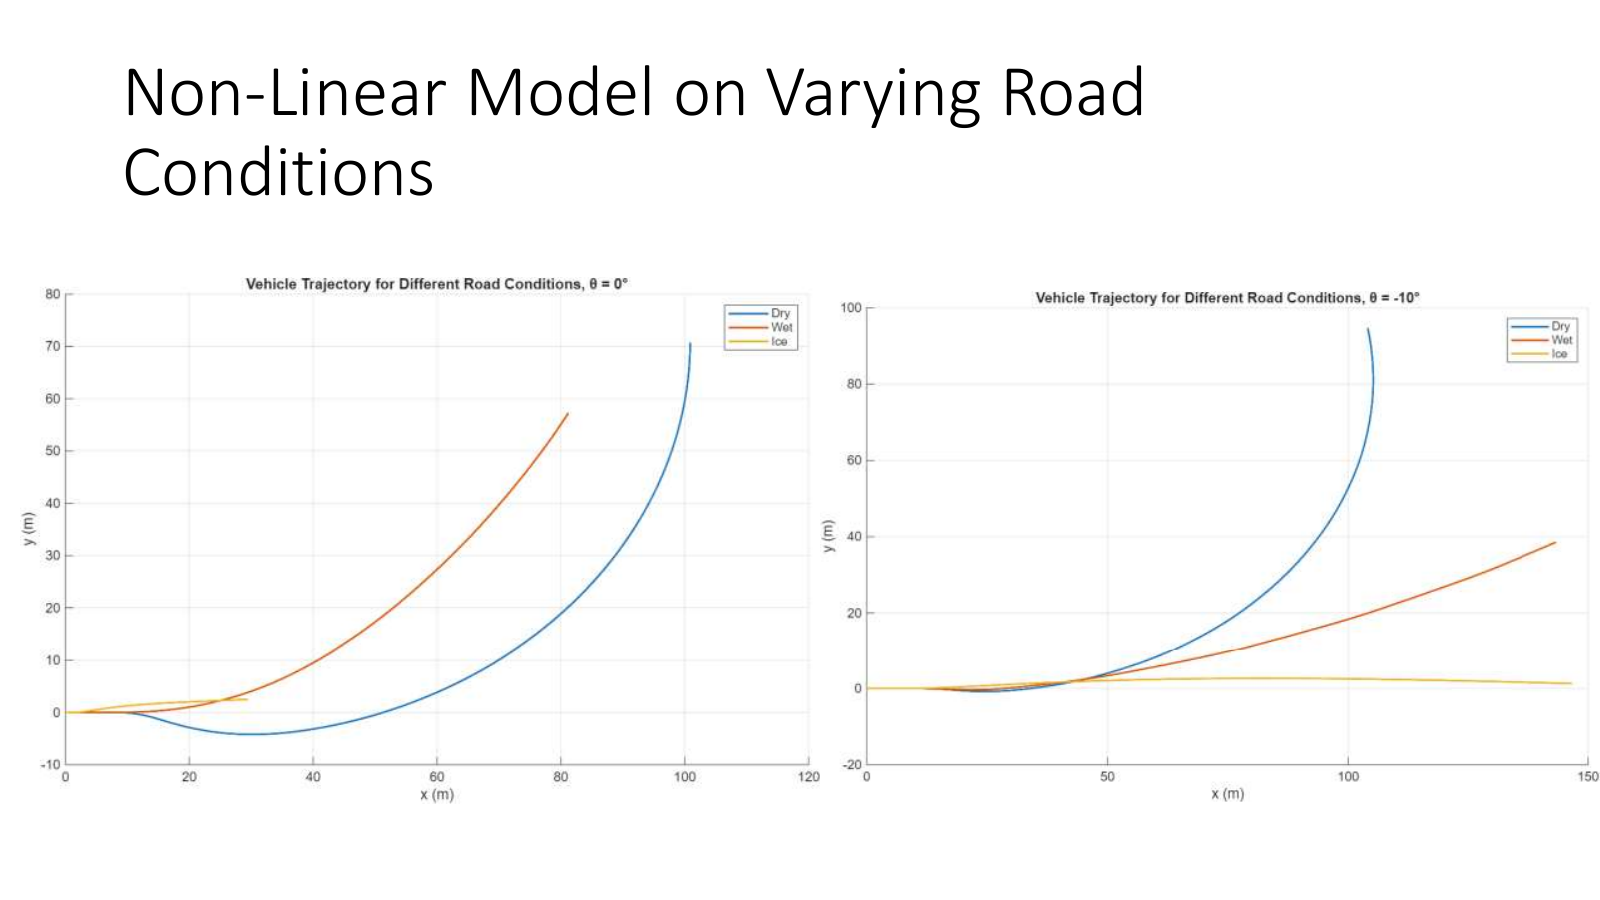 Non-Linear Model on Varying Road
Conditions
Vehicle Trajectory for Different Road Conditions, θ = 0°
80
70
60
50
40
30
20
10
0
-10
y (m)
0 20 40 60 80 100 120
x (m)
Dry
Wet
Ice
Vehicle Trajectory for Different Road Conditions, θ = -10°
100
80
60
40
20
0
-20
y (m)
0 50 100 150
x (m)
Dry
Wet
Ice